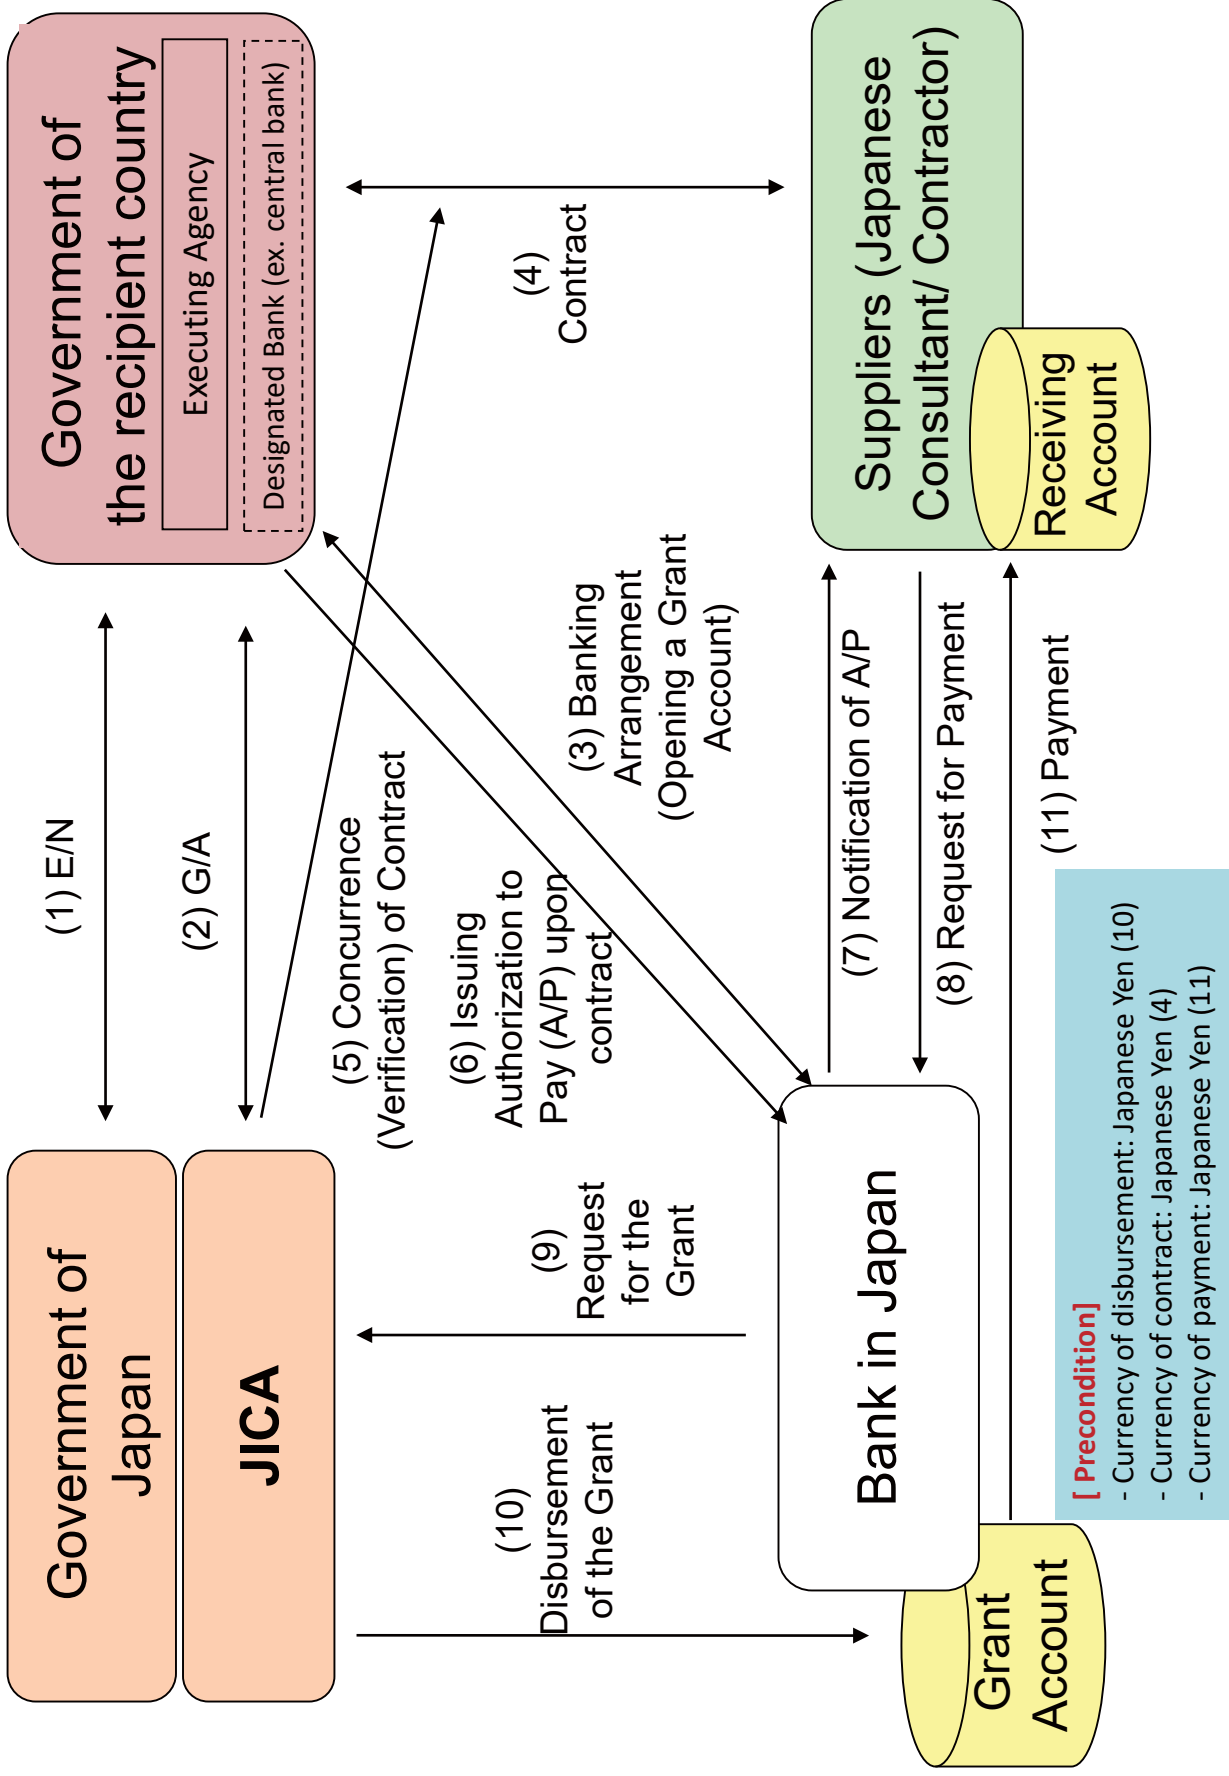 Government of
Japan
JICA
(1) E/N
(2) G/A
Government of
the recipient country
Executing Agency
Designated Bank (ex. central bank)
(5) Concurrence
(Verification) of Contract
(6) Issuing
Authorization to
Pay (A/P) upon
contract
(4)
Contract
(10)
Disbursement
of the Grant
(9)
Request
for the
Grant
(3) Banking
Arrangement
(Opening a Grant
Account)
Bank in Japan
Grant
Account
(7) Notification of A/P
(8) Request for Payment
(11) Payment
Suppliers (Japanese
Consultant/ Contractor)
Receiving
Account
[ Precondition]
- Currency of disbursement: Japanese Yen (10)
- Currency of contract: Japanese Yen (4)
- Currency of payment: Japanese Yen (11)